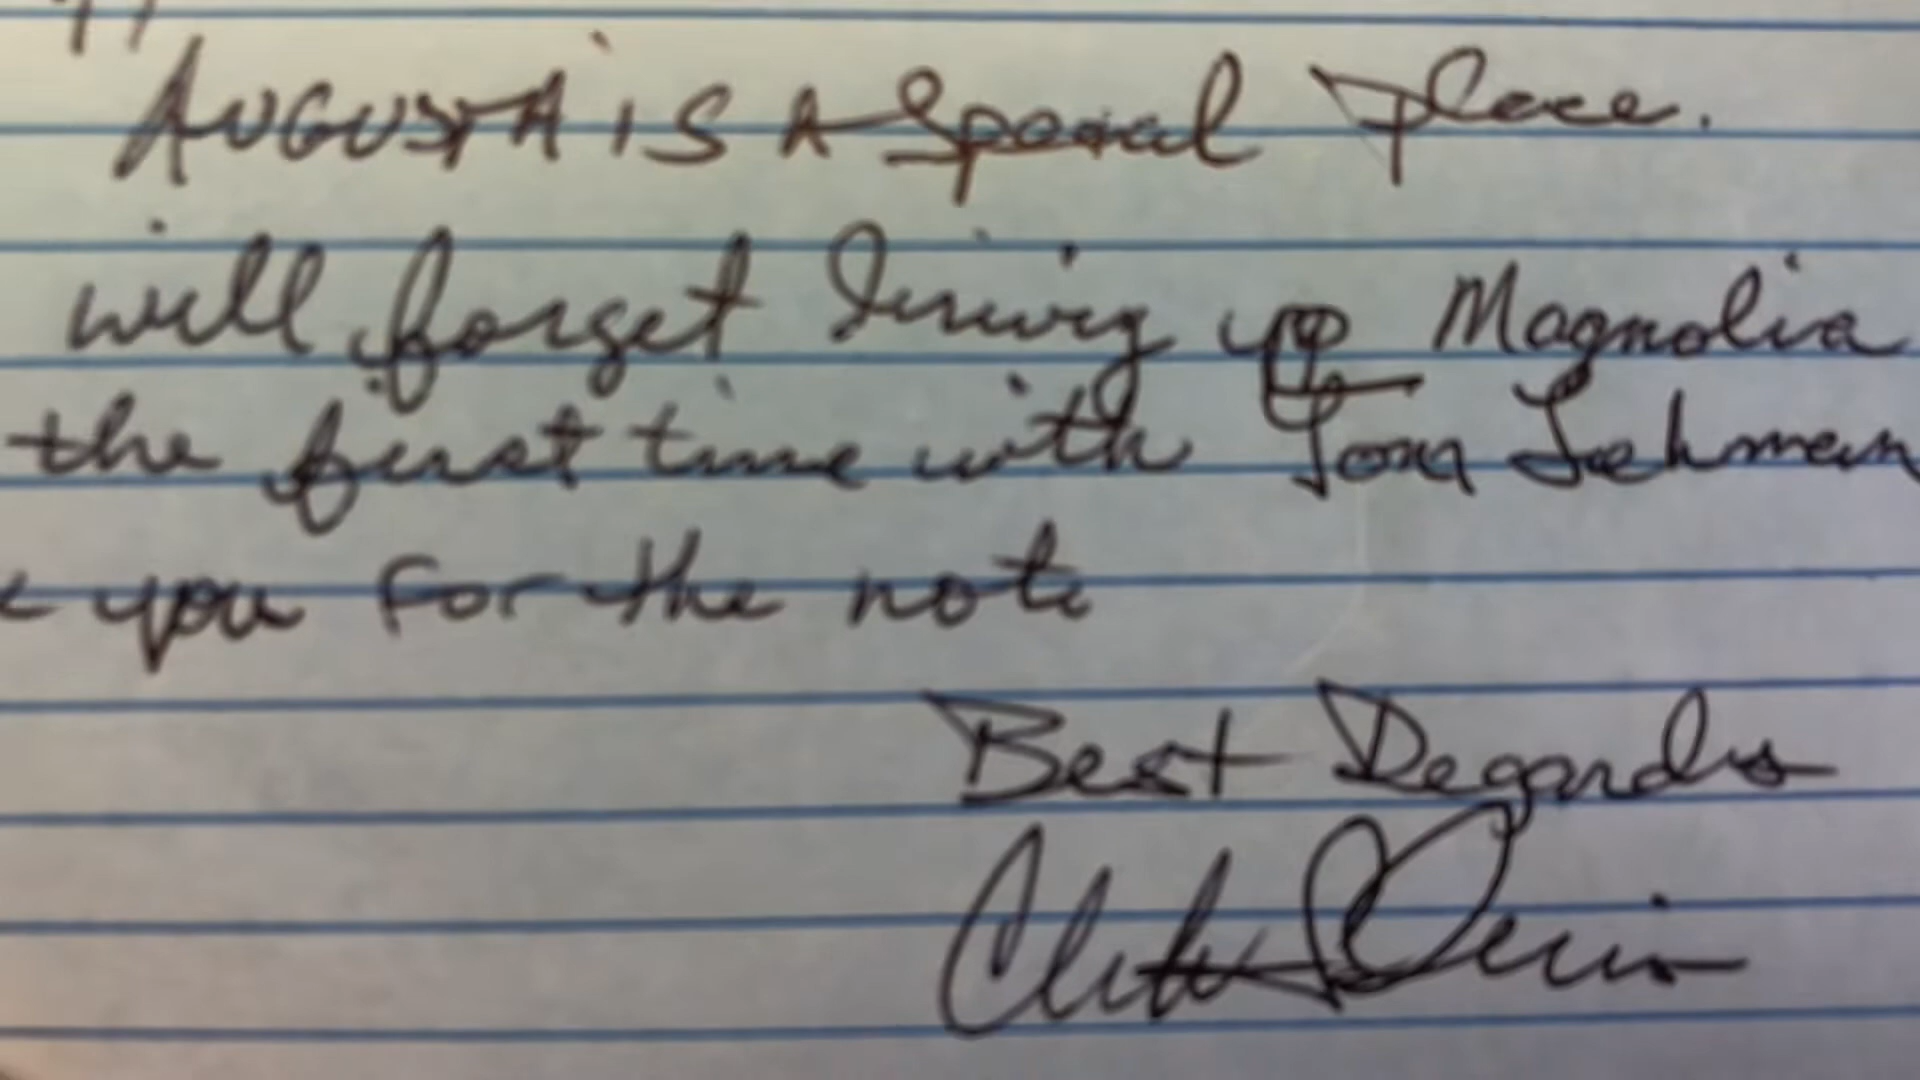 AUGUSTA is A Special Place.
will forget driving up Magnolia
the first time with Tom Lehman
you for the note
Best Regards